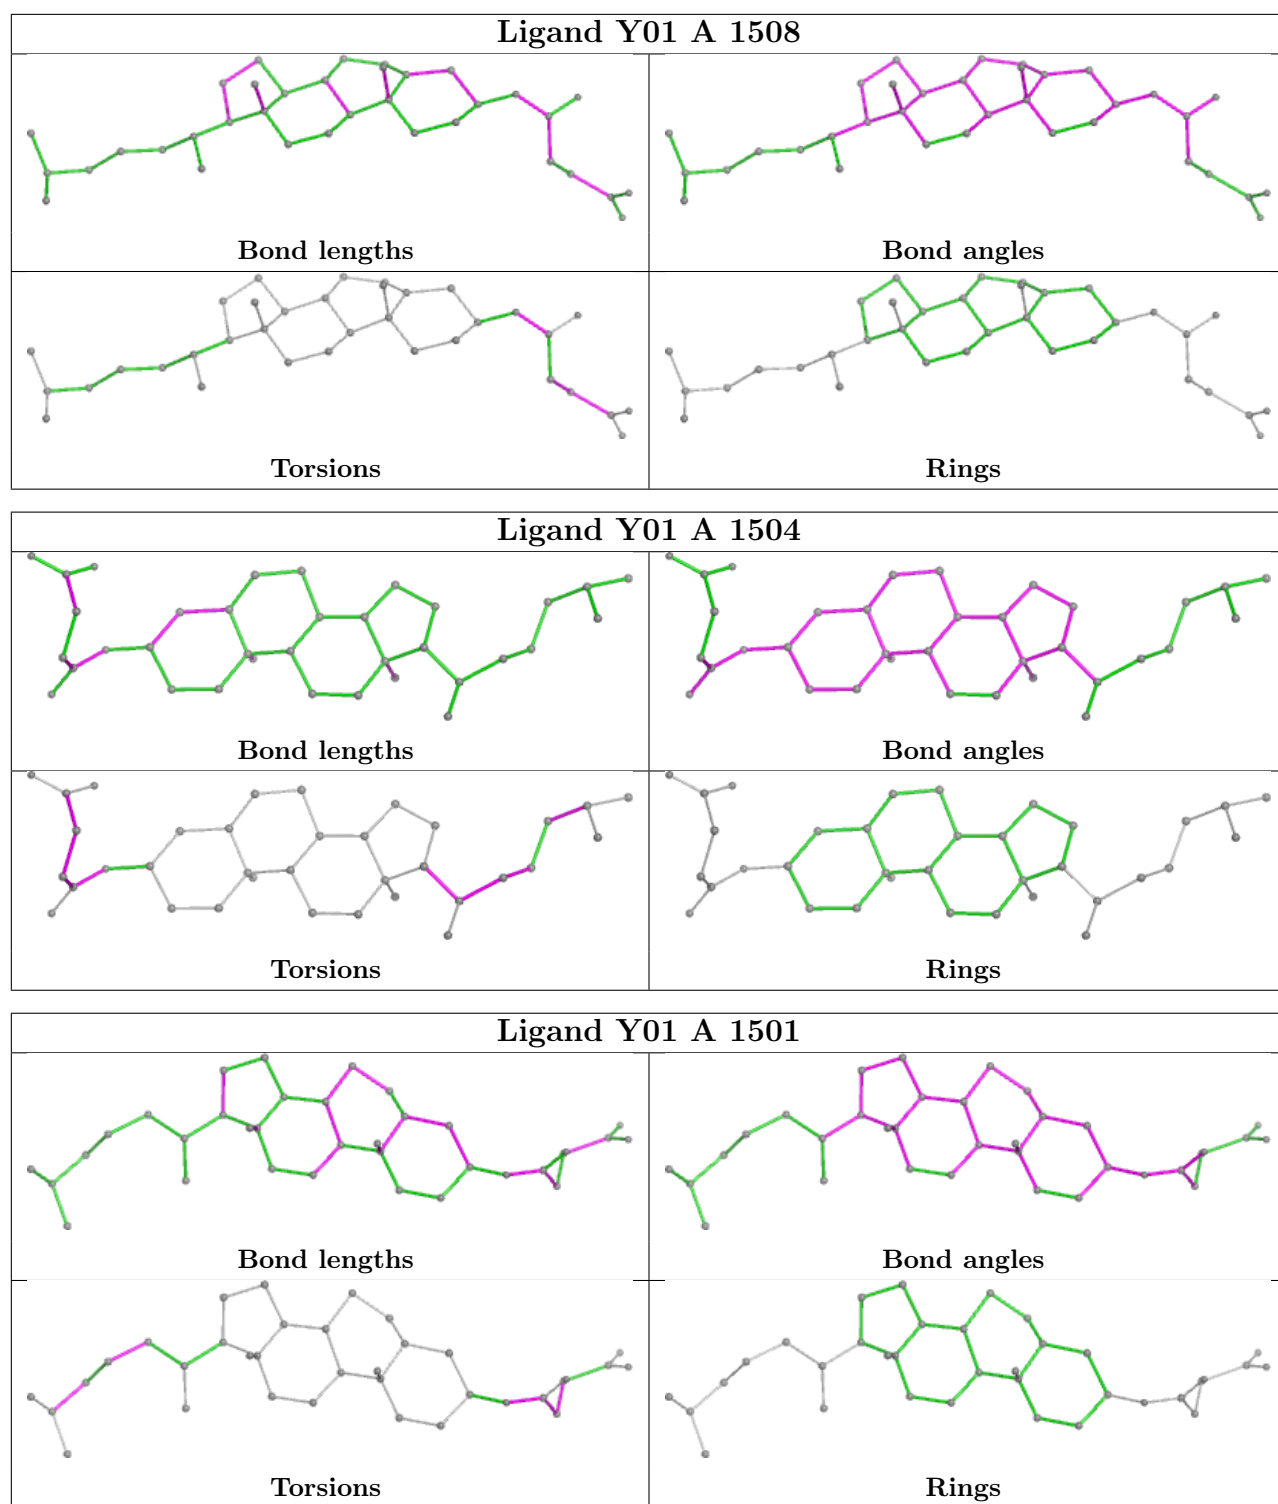 Ligand Y01 A 1508
Bond lengths
Bond angles
Torsions
Rings
Ligand Y01 A 1504
Bond lengths
Bond angles
Torsions
Rings
Ligand Y01 A 1501
Bond lengths
Bond angles
Torsions
Rings